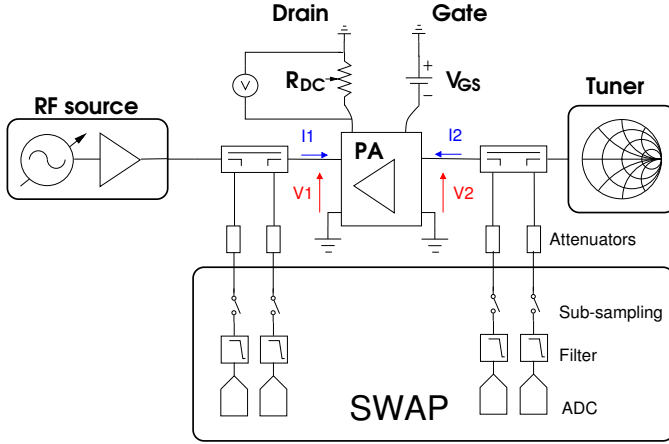 Drain Gate
V
RDC
+
VGS
−
Tuner
RF source
I1
PA
I2
V1
V2
Attenuators
Sub-sampling
Filter
SWAP
ADC